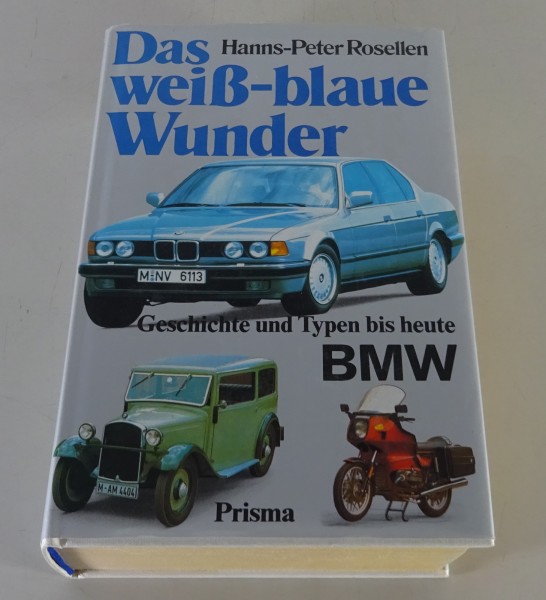 Das Hanns-Peter Rosellen
weiß-blaue
Wunder
M-NV 6113
Geschichte und Typen bis heute
BMW
M-AM 4404
Prisma